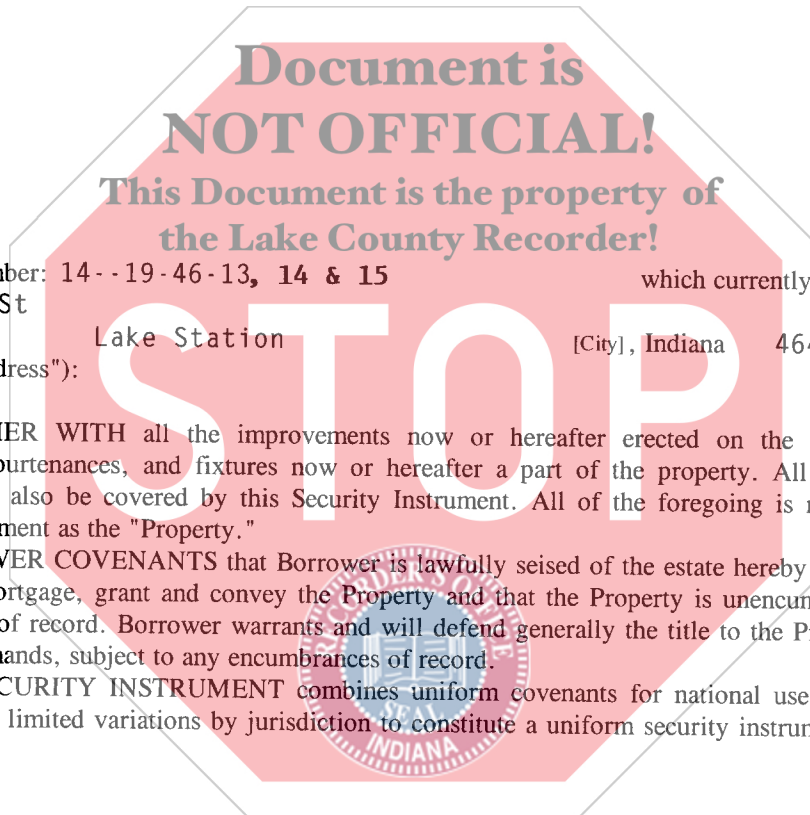 Document is
NOT OFFICIAL!
This Document is the property of
the Lake County Recorder!
ber: 14--19-46-13, 14 & 15 which currently
St
Lake Station [City], Indiana 464
dress"):
STOP
ER WITH all the improvements now or hereafter erected on the
purtenances, and fixtures now or hereafter a part of the property. All
also be covered by this Security Instrument. All of the foregoing is
ment as the "Property."
VER COVENANTS that Borrower is lawfully seised of the estate hereby
ortgage, grant and convey the Property and that the Property is unencum
of record. Borrower warrants and will defend generally the title to the P
ands, subject to any encumbrances of record.
CURITY INSTRUMENT combines uniform covenants for national use
limited variations by jurisdiction to constitute a uniform security instrum
RECORDER'S OFFICE
SEAL
INDIANA